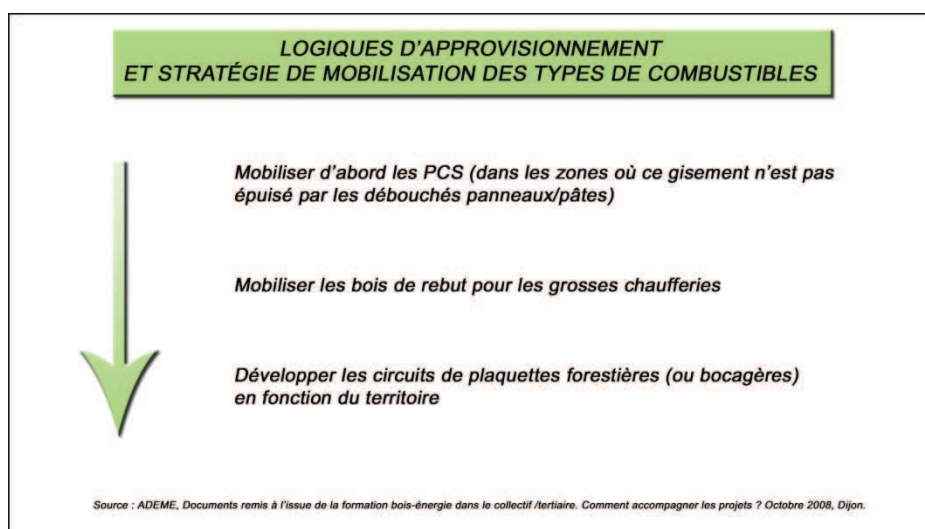 LOGIQUES D'APPROVISIONNEMENT
ET STRATÉGIE DE MOBILISATION DES TYPES DE COMBUSTIBLES
Mobiliser d'abord les PCS (dans les zones où ce gisement n'est pas
épuisé par les débouchés panneaux/pâtes)
Mobiliser les bois de rebut pour les grosses chaufferies
Développer les circuits de plaquettes forestières (ou bocagères)
en fonction du territoire
Source : ADEME, Documents remis à l'issue de la formation bois-énergie dans le collectif /tertiaire. Comment accompagner les projets ? Octobre 2008, Dijon.